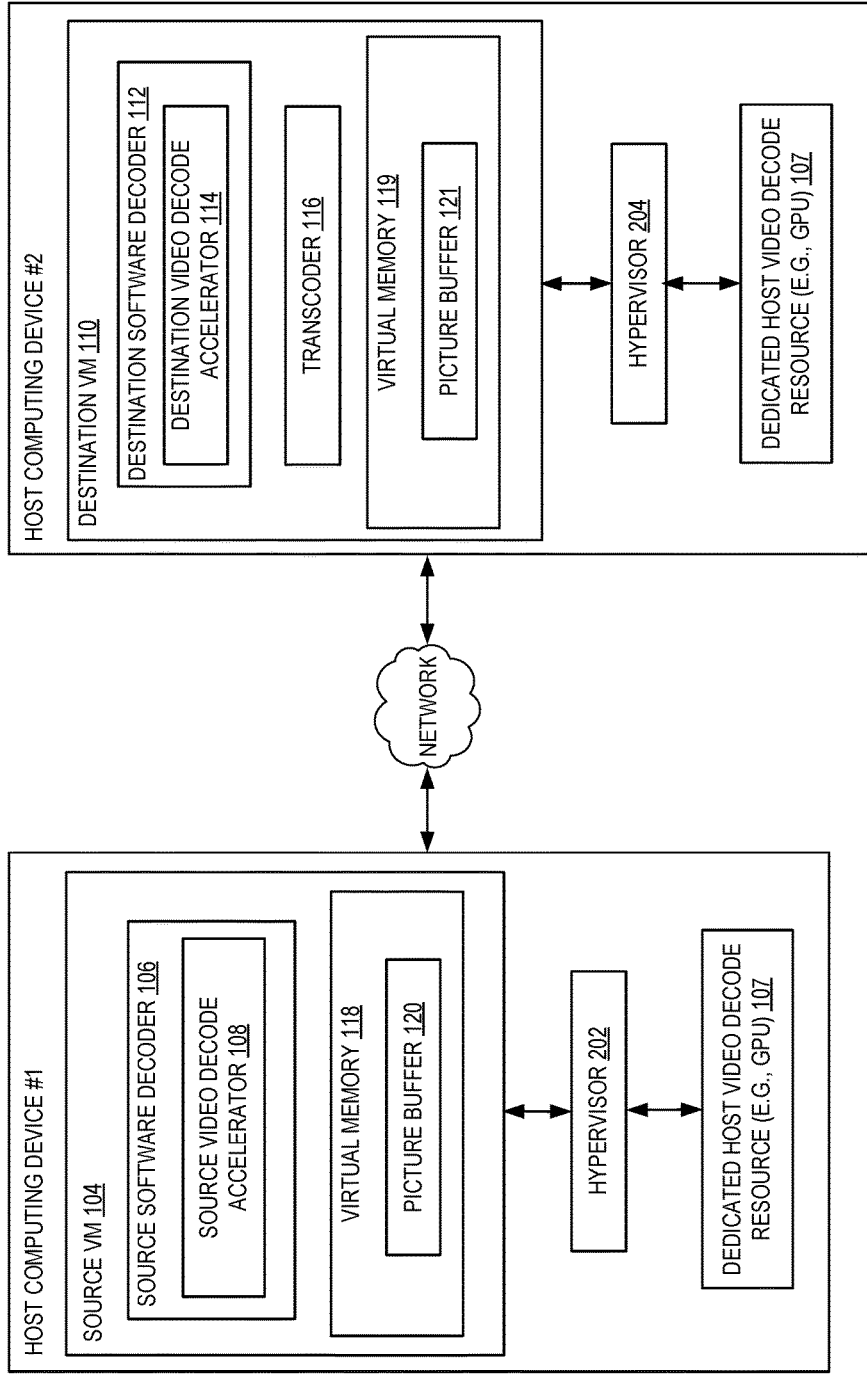 HOST COMPUTING DEVICE #1
SOURCE VM 104
SOURCE SOFTWARE DECODER 106
SOURCE VIDEO DECODE
ACCELERATOR 108
VIRTUAL MEMORY 118
PICTURE BUFFER 120
HYPERVISOR 202
DEDICATED HOST VIDEO DECODE
RESOURCE (E.G., GPU) 107
NETWORK
HOST COMPUTING DEVICE #2
DESTINATION VM 110
DESTINATION SOFTWARE DECODER 112
DESTINATION VIDEO DECODE
ACCELERATOR 114
TRANSCODER 116
VIRTUAL MEMORY 119
PICTURE BUFFER 121
HYPERVISOR 204
DEDICATED HOST VIDEO DECODE
RESOURCE (E.G., GPU) 107